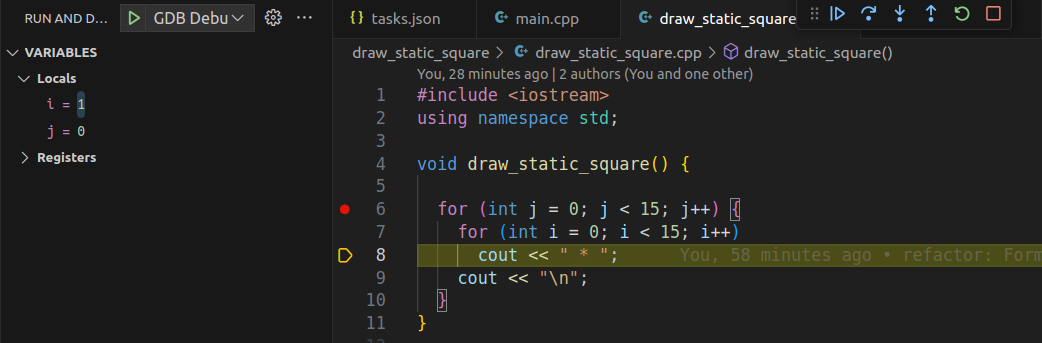 RUN AND D... GDB Debu ...
VARIABLES
Locals
i = 1
j = 0
Registers
tasks.json main.cpp draw_static_square
draw_static_square > draw_static_square.cpp > draw_static_square()
You, 28 minutes ago | 2 authors (You and one other)
1 #include <iostream>
2 using namespace std;
3
4 void draw_static_square() {
5
6 for (int j = 0; j < 15; j++) {
7 for (int i = 0; i < 15; i++)
8 cout << " * "; You, 58 minutes ago • refactor: Form
9 cout << "\n";
10 }
11 }
12